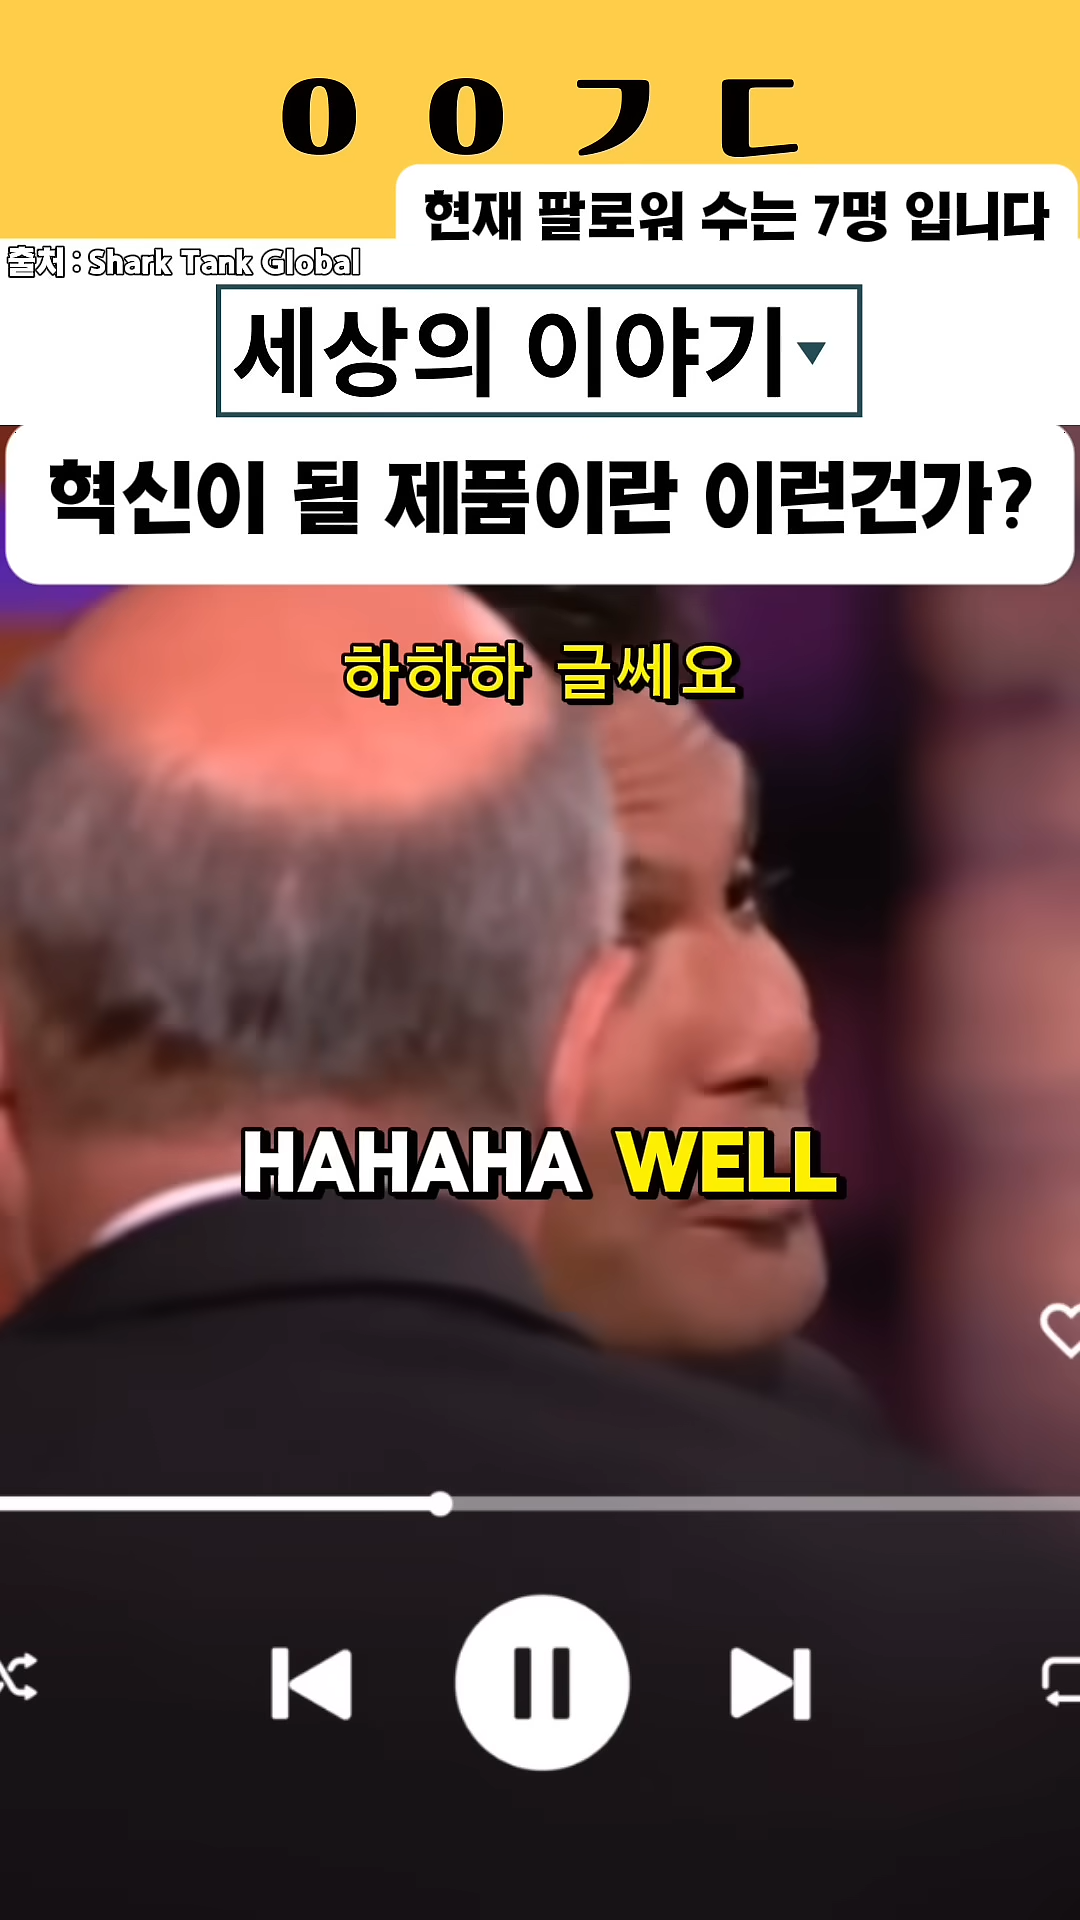 ㅇㅇㄱㄷ
현재 팔로워 수는 7명 입니다
출처 : Shark Tank Global
세상의 이야기
혁신이 될 제품이란 이런건가?
하하하 글쎄요
HAHAHA WELL